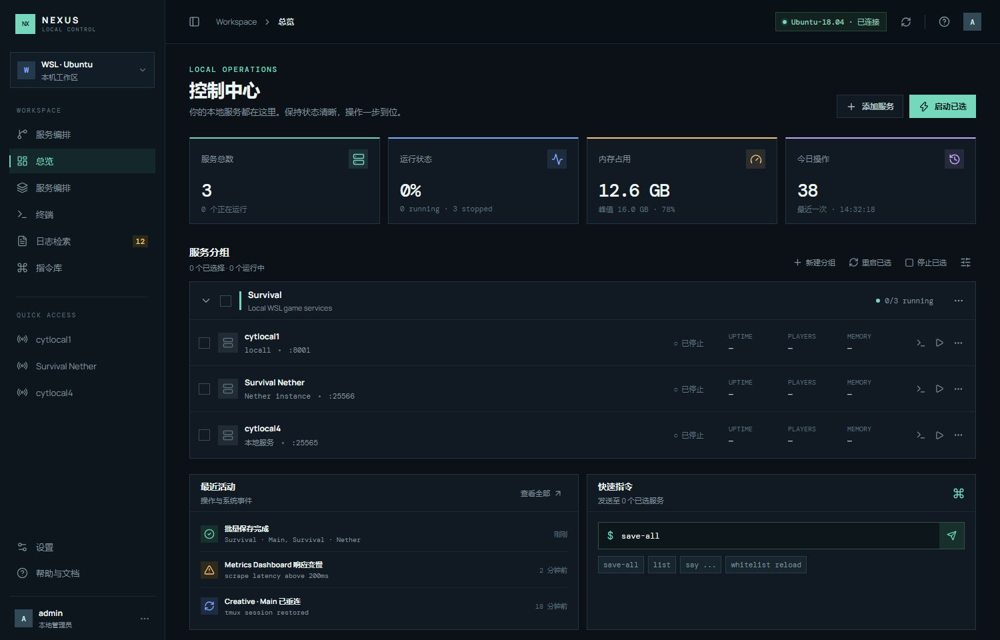 NX
NEXUS
LOCAL CONTROL
W
WSL · Ubuntu
本机工作区
WORKSPACE
服务编排
总览
服务编排
终端
日志检索
12
指令库
QUICK ACCESS
cytlocal1
Survival Nether
cytlocal4
设置
帮助与文档
A
admin
本地管理员
Workspace
总览
Ubuntu-18.04 · 已连接
A
LOCAL OPERATIONS
控制中心
你的本地服务都在这里。保持状态清晰，操作一步到位。
添加服务
启动已选
服务总数
3
0 个正在运行
运行状态
0%
0 running · 3 stopped
内存占用
12.6 GB
峰值 16.0 GB · 78%
今日操作
38
最近一次 · 14:32:18
服务分组
0 个已选择 · 0 个运行中
新建分组
重启已选
停止已选
Survival
Local WSL game services
0/3 running
cytlocal1
local1 • :8001
已停止
UPTIME
—
PLAYERS
—
MEMORY
—
Survival Nether
Nether instance • :25566
已停止
UPTIME
—
PLAYERS
—
MEMORY
—
cytlocal4
本地服务 • :25565
已停止
UPTIME
—
PLAYERS
—
MEMORY
—
最近活动
操作与系统事件
查看全部
批量保存完成
Survival · Main, Survival · Nether
刚刚
Metrics Dashboard 响应变慢
scrape latency above 200ms
2 分钟前
Creative · Main 已重连
tmux session restored
18 分钟前
快速指令
发送至 0 个已选服务
$ save-all
save-all
list
say ...
whitelist reload